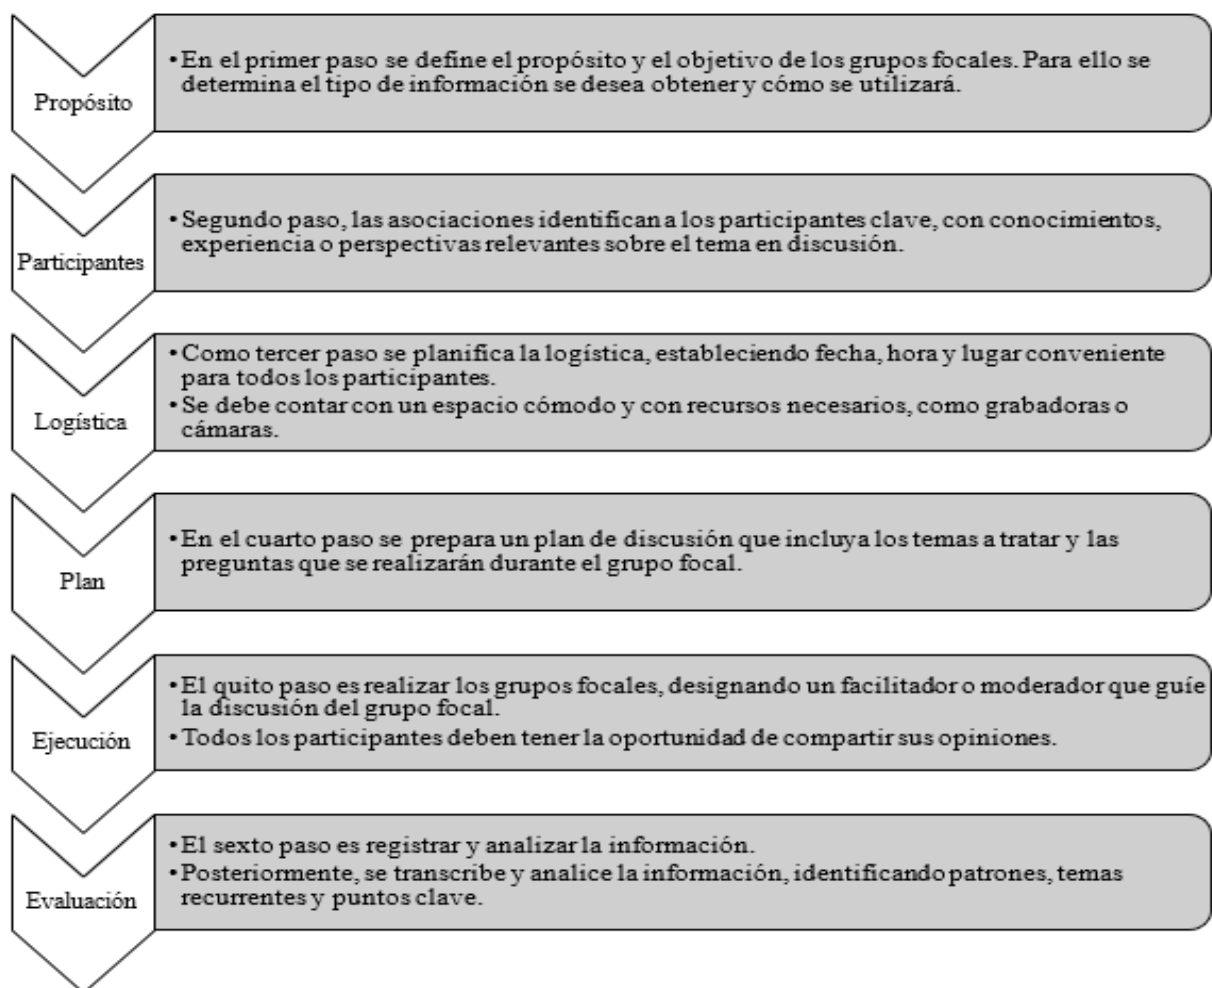 Propósito
•En el primer paso se define el propósito y el objetivo de los grupos focales. Para ello se
determina el tipo de información se desea obtener y cómo se utilizará.
Participantes
•Segundo paso, las asociaciones identifican a los participantes clave, con conocimientos,
experiencia o perspectivas relevantes sobre el tema en discusión.
Logística
•Como tercer paso se planifica la logística, estableciendo fecha, hora y lugar conveniente
para todos los participantes.
•Se debe contar con un espacio cómodo y con recursos necesarios, como grabadoras o
cámaras.
Plan
•En el cuarto paso se prepara un plan de discusión que incluya los temas a tratar y las
preguntas que se realizarán durante el grupo focal.
Ejecución
•El quito paso es realizar los grupos focales, designando un facilitador o moderador que guíe
la discusión del grupo focal.
•Todos los participantes deben tener la oportunidad de compartir sus opiniones.
Evaluación
•El sexto paso es registrar y analizar la información.
•Posteriormente, se transcribe y analice la información, identificando patrones, temas
recurrentes y puntos clave.